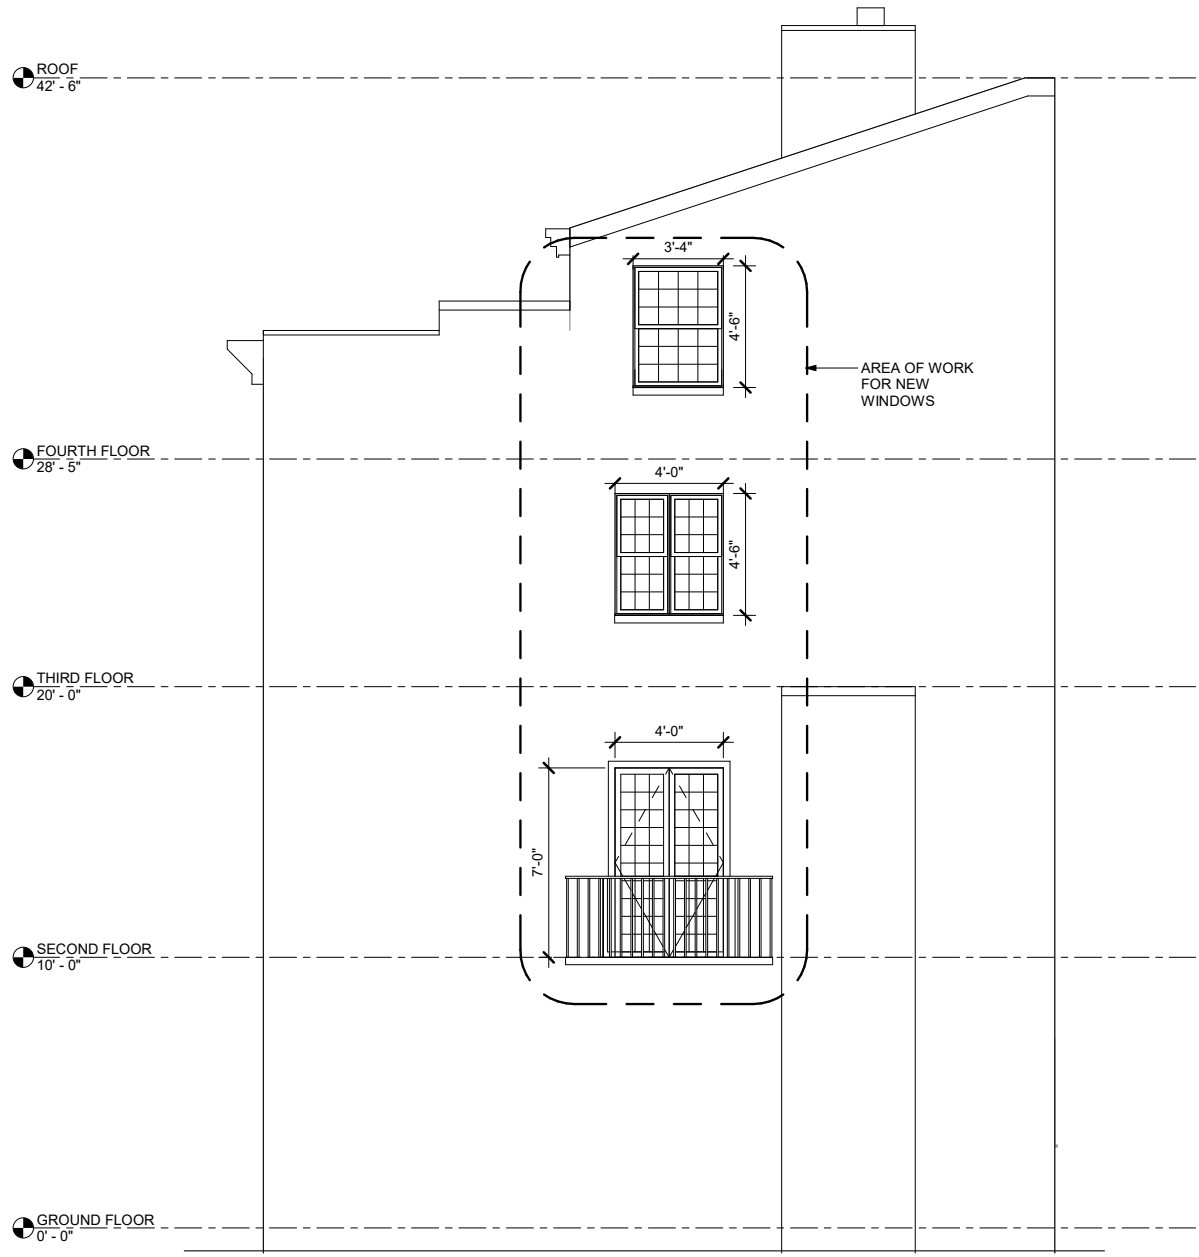 ROOF
42' - 6"
3'-4"
4'-6"
AREA OF WORK
FOR NEW
WINDOWS
FOURTH FLOOR
28' - 5"
4'-0"
4'-6"
THIRD FLOOR
20' - 0"
4'-0"
7'-0"
SECOND FLOOR
10' - 0"
GROUND FLOOR
0' - 0"